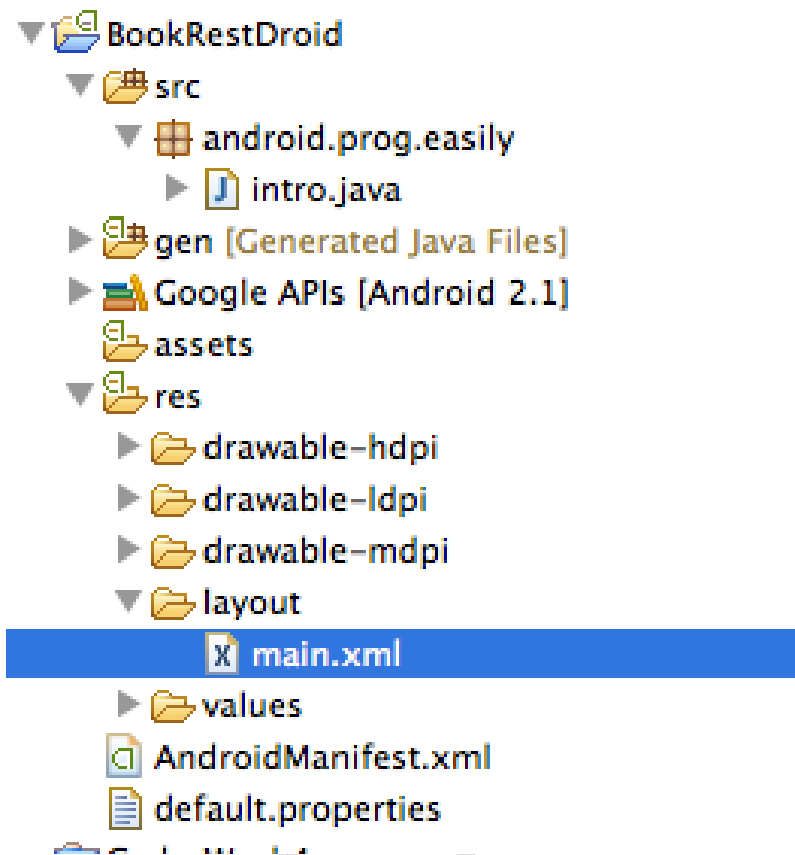 BookRestDroid
src
android.prog.easily
intro.java
gen [Generated Java Files]
Google APIs [Android 2.1]
assets
res
drawable-hdpi
drawable-ldpi
drawable-mdpi
layout
main.xml
values
AndroidManifest.xml
default.properties